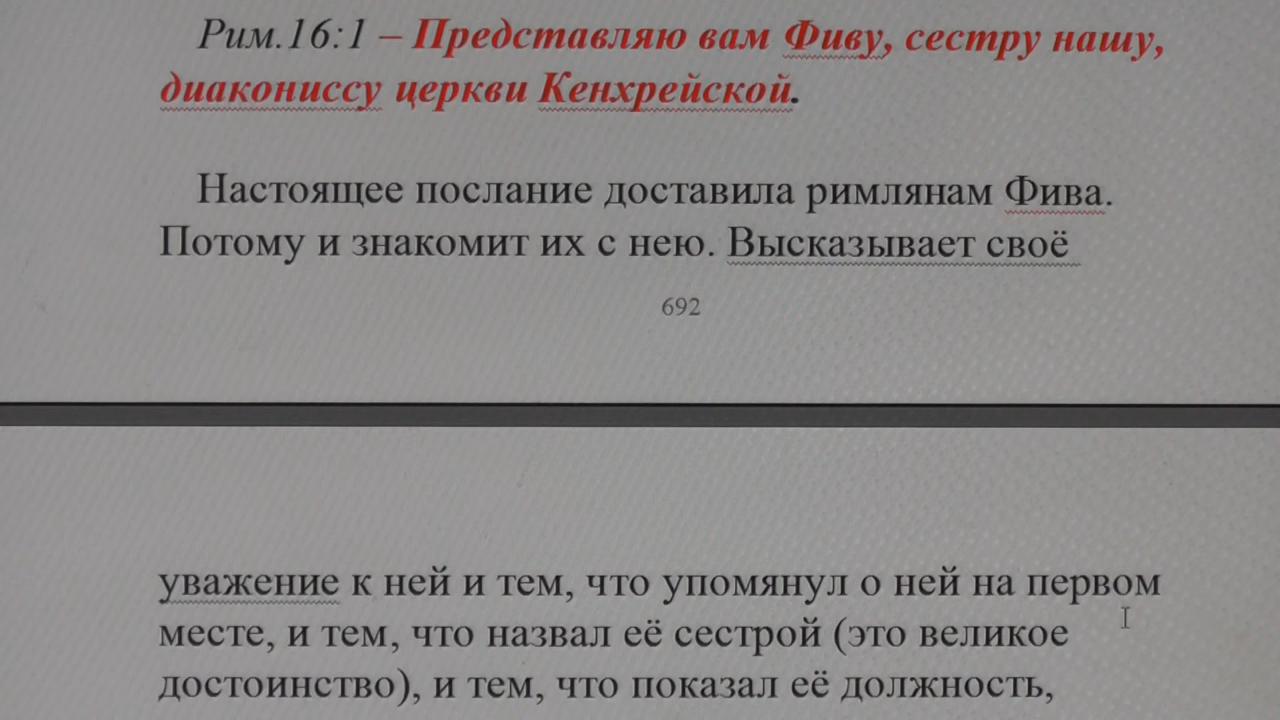 Рим.16:1 – Представляю вам Фиву, сестру нашу,
диакониссу церкви Кенхрейской.
Настоящее послание доставила римлянам Фива.
Потому и знакомит их с нею. Высказывает своё
692
уважение к ней и тем, что упомянул о ней на первом
месте, и тем, что назвал её сестрой (это великое
достоинство), и тем, что показал её должность,